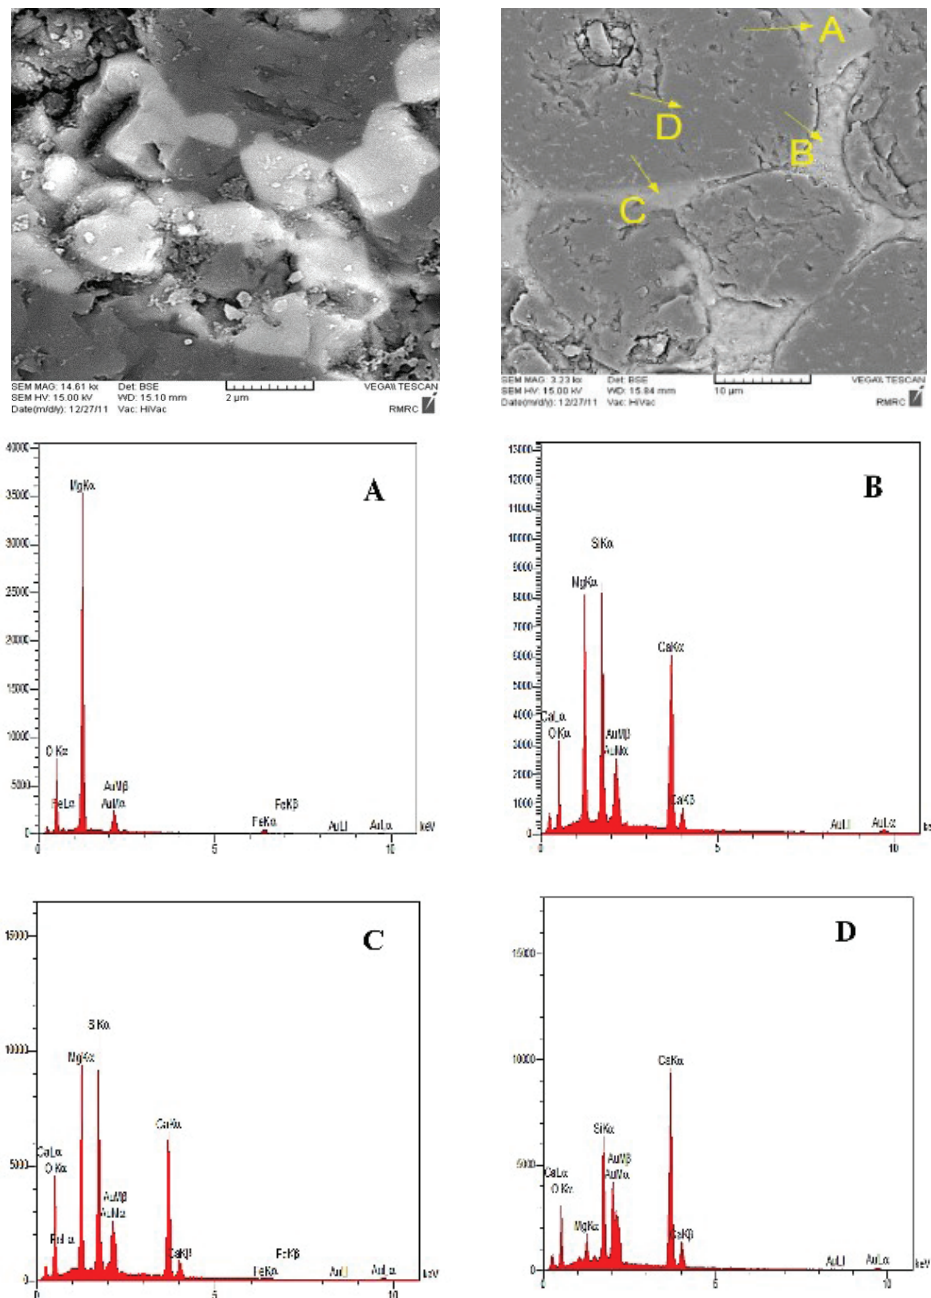 SEM MAG: 14.61 kx Det: BSE
SEM HV: 15.00 kV WD: 15.10 mm 2 µm VEGA\\ TESCAN
Date(m/d/y): 12/27/11 Vac: HiVac RMRC
A
D
B
C
SEM MAG: 3.23 kx Det: BSE
SEM HV: 15.00 kV WD: 15.84 mm 10 µm VEGA\\ TESCAN
Date(m/d/y): 12/27/11 Vac: HiVac RMRC
A
40000
35000
30000
25000
20000
15000
10000
5000
0
MgKα
O Kα
FeLα
AuMβ
AuMα
FeKβ
FeKα
AuLl
AuLα
keV
0 5 10
B
13000
12000
11000
10000
9000
8000
7000
6000
5000
4000
3000
2000
1000
0
SiKα
MgKα
CaKα
CaLα
O Kα
AuMβ
AuMα
CaKβ
AuLl
AuLα
keV
0 5 10
C
15000
10000
5000
0
SiKα
MgKα
CaKα
CaLα
O Kα
AuMβ
AuMα
FeLα
CaKβ
FeKβ
FeKα
AuLl
AuLα
keV
0 5 10
D
15000
10000
5000
0
CaKα
SiKα
AuMβ
AuMα
CaLα
O Kα
MgKα
CaKβ
AuLl
AuLα
keV
0 5 10